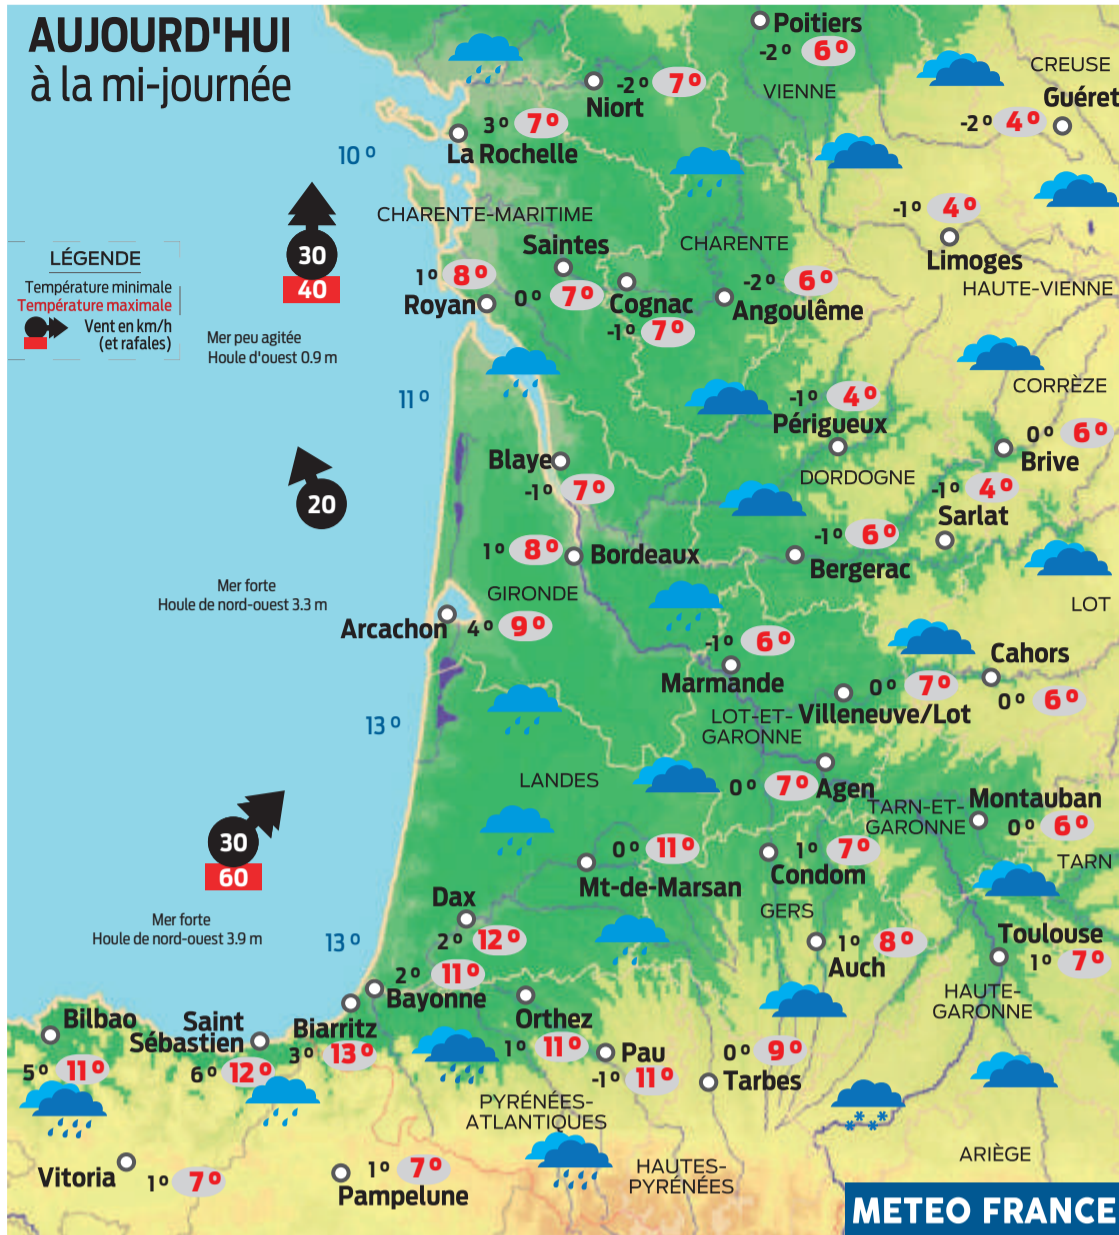 AUJOURD'HUI
à la mi-journée
Poitiers
-2° 6°
VIENNE
CREUSE
Guéret
-2° 4°
-2° 7°
Niort
3° 7°
La Rochelle
10°
CHARENTE-MARITIME
-1° 4°
Limoges
HAUTE-VIENNE
30
40
LÉGENDE
Température minimale
Température maximale
Vent en km/h
(et rafales)
Mer peu agitée
Houle d'ouest 0.9 m
Saintes
0° 7°
1° 8°
Royan
Cognac
-1° 7°
CHARENTE
-2° 6°
Angoulême
11°
-1° 4°
Périgueux
DORDOGNE
CORRÈZE
0° 6°
Brive
-1° 4°
Sarlat
Blaye
-1° 7°
20
1° 8° Bordeaux
GIRONDE
-1° 6°
Bergerac
LOT
Mer forte
Houle de nord-ouest 3.3 m
Arcachon 4° 9°
-1° 6°
Marmande
Cahors
0° 6°
0° 7°
Villeneuve/Lot
LOT-ET-
GARONNE
13°
LANDES
0° 7° Agen
TARN-ET-
GARONNE
Montauban
0° 6°
TARN
30
60
0° 11°
Mt-de-Marsan
1° 7°
Condom
GERS
Mer forte
Houle de nord-ouest 3.9 m
13°
Dax
2° 12°
2° 11°
Bayonne
1° 8°
Auch
Toulouse
1° 7°
HAUTE-
GARONNE
Bilbao
5° 11°
Saint
Sébastien
6° 12°
Biarritz
3° 13°
Orthez
1° 11°
Pau
-1° 11°
0° 9°
Tarbes
PYRÉNÉES-
ATLANTIQUES
Vitoria 1° 7°
1° 7°
Pampelune
HAUTES-
PYRÉNÉES
ARIÈGE
METEO FRANCE